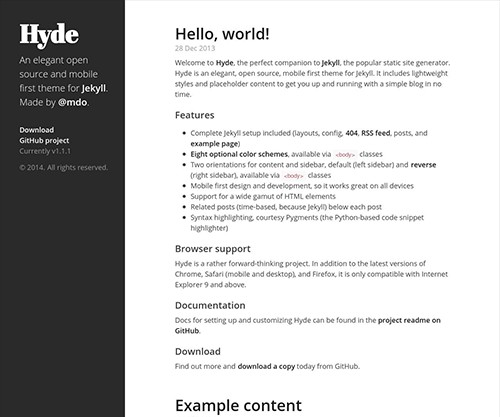 Hyde
An elegant open
source and mobile
first theme for Jekyll.
Made by @mdo.
Download
GitHub project
Currently v1.1.1
© 2014. All rights reserved.
Hello, world!
28 Dec 2013
Welcome to Hyde, the perfect companion to Jekyll, the popular static site generator.
Hyde is an elegant, open source, mobile first theme for Jekyll. It includes lightweight
styles and placeholder content to get you up and running with a simple blog in no
time.
Features
• Complete Jekyll setup included (layouts, config, 404, RSS feed, posts, and
example page)
• Eight optional color schemes, available via <body> classes
• Two orientations for content and sidebar, default (left sidebar) and reverse
(right sidebar), available via <body> classes
• Mobile first design and development, so it works great on all devices
• Support for a wide gamut of HTML elements
• Related posts (time-based, because Jekyll) below each post
• Syntax highlighting, courtesy Pygments (the Python-based code snippet
highlighter)
Browser support
Hyde is a rather forward-thinking project. In addition to the latest versions of
Chrome, Safari (mobile and desktop), and Firefox, it is only compatible with Internet
Explorer 9 and above.
Documentation
Docs for setting up and customizing Hyde can be found in the project readme on
GitHub.
Download
Find out more and download a copy today from GitHub.
Example content